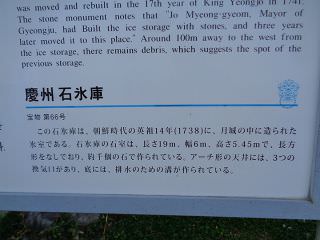 was moved and rebuilt in the 17th year of King Yeongjo in 1741.
The stone monument notes that "Jo Myeong-gyeom, Mayor of
Gyeongju, had Built the ice storage with stones, and three years
later moved it to this place." Around 100m away to the west from
the ice storage, there remains debris, which suggests the spot of the
previous storage.
慶州 石氷庫
宝物 第66号
この石氷庫は、朝鮮時代の英祖14年(1738)に、月城の中に造られた
氷室である。石氷庫の石室は、長さ19m、幅6m、高さ5.45mで、長方
形をなしており、約千個の石で作られている。アーチ形の天井には、3つの
換気口があり、底には、排水のための溝が作られている。